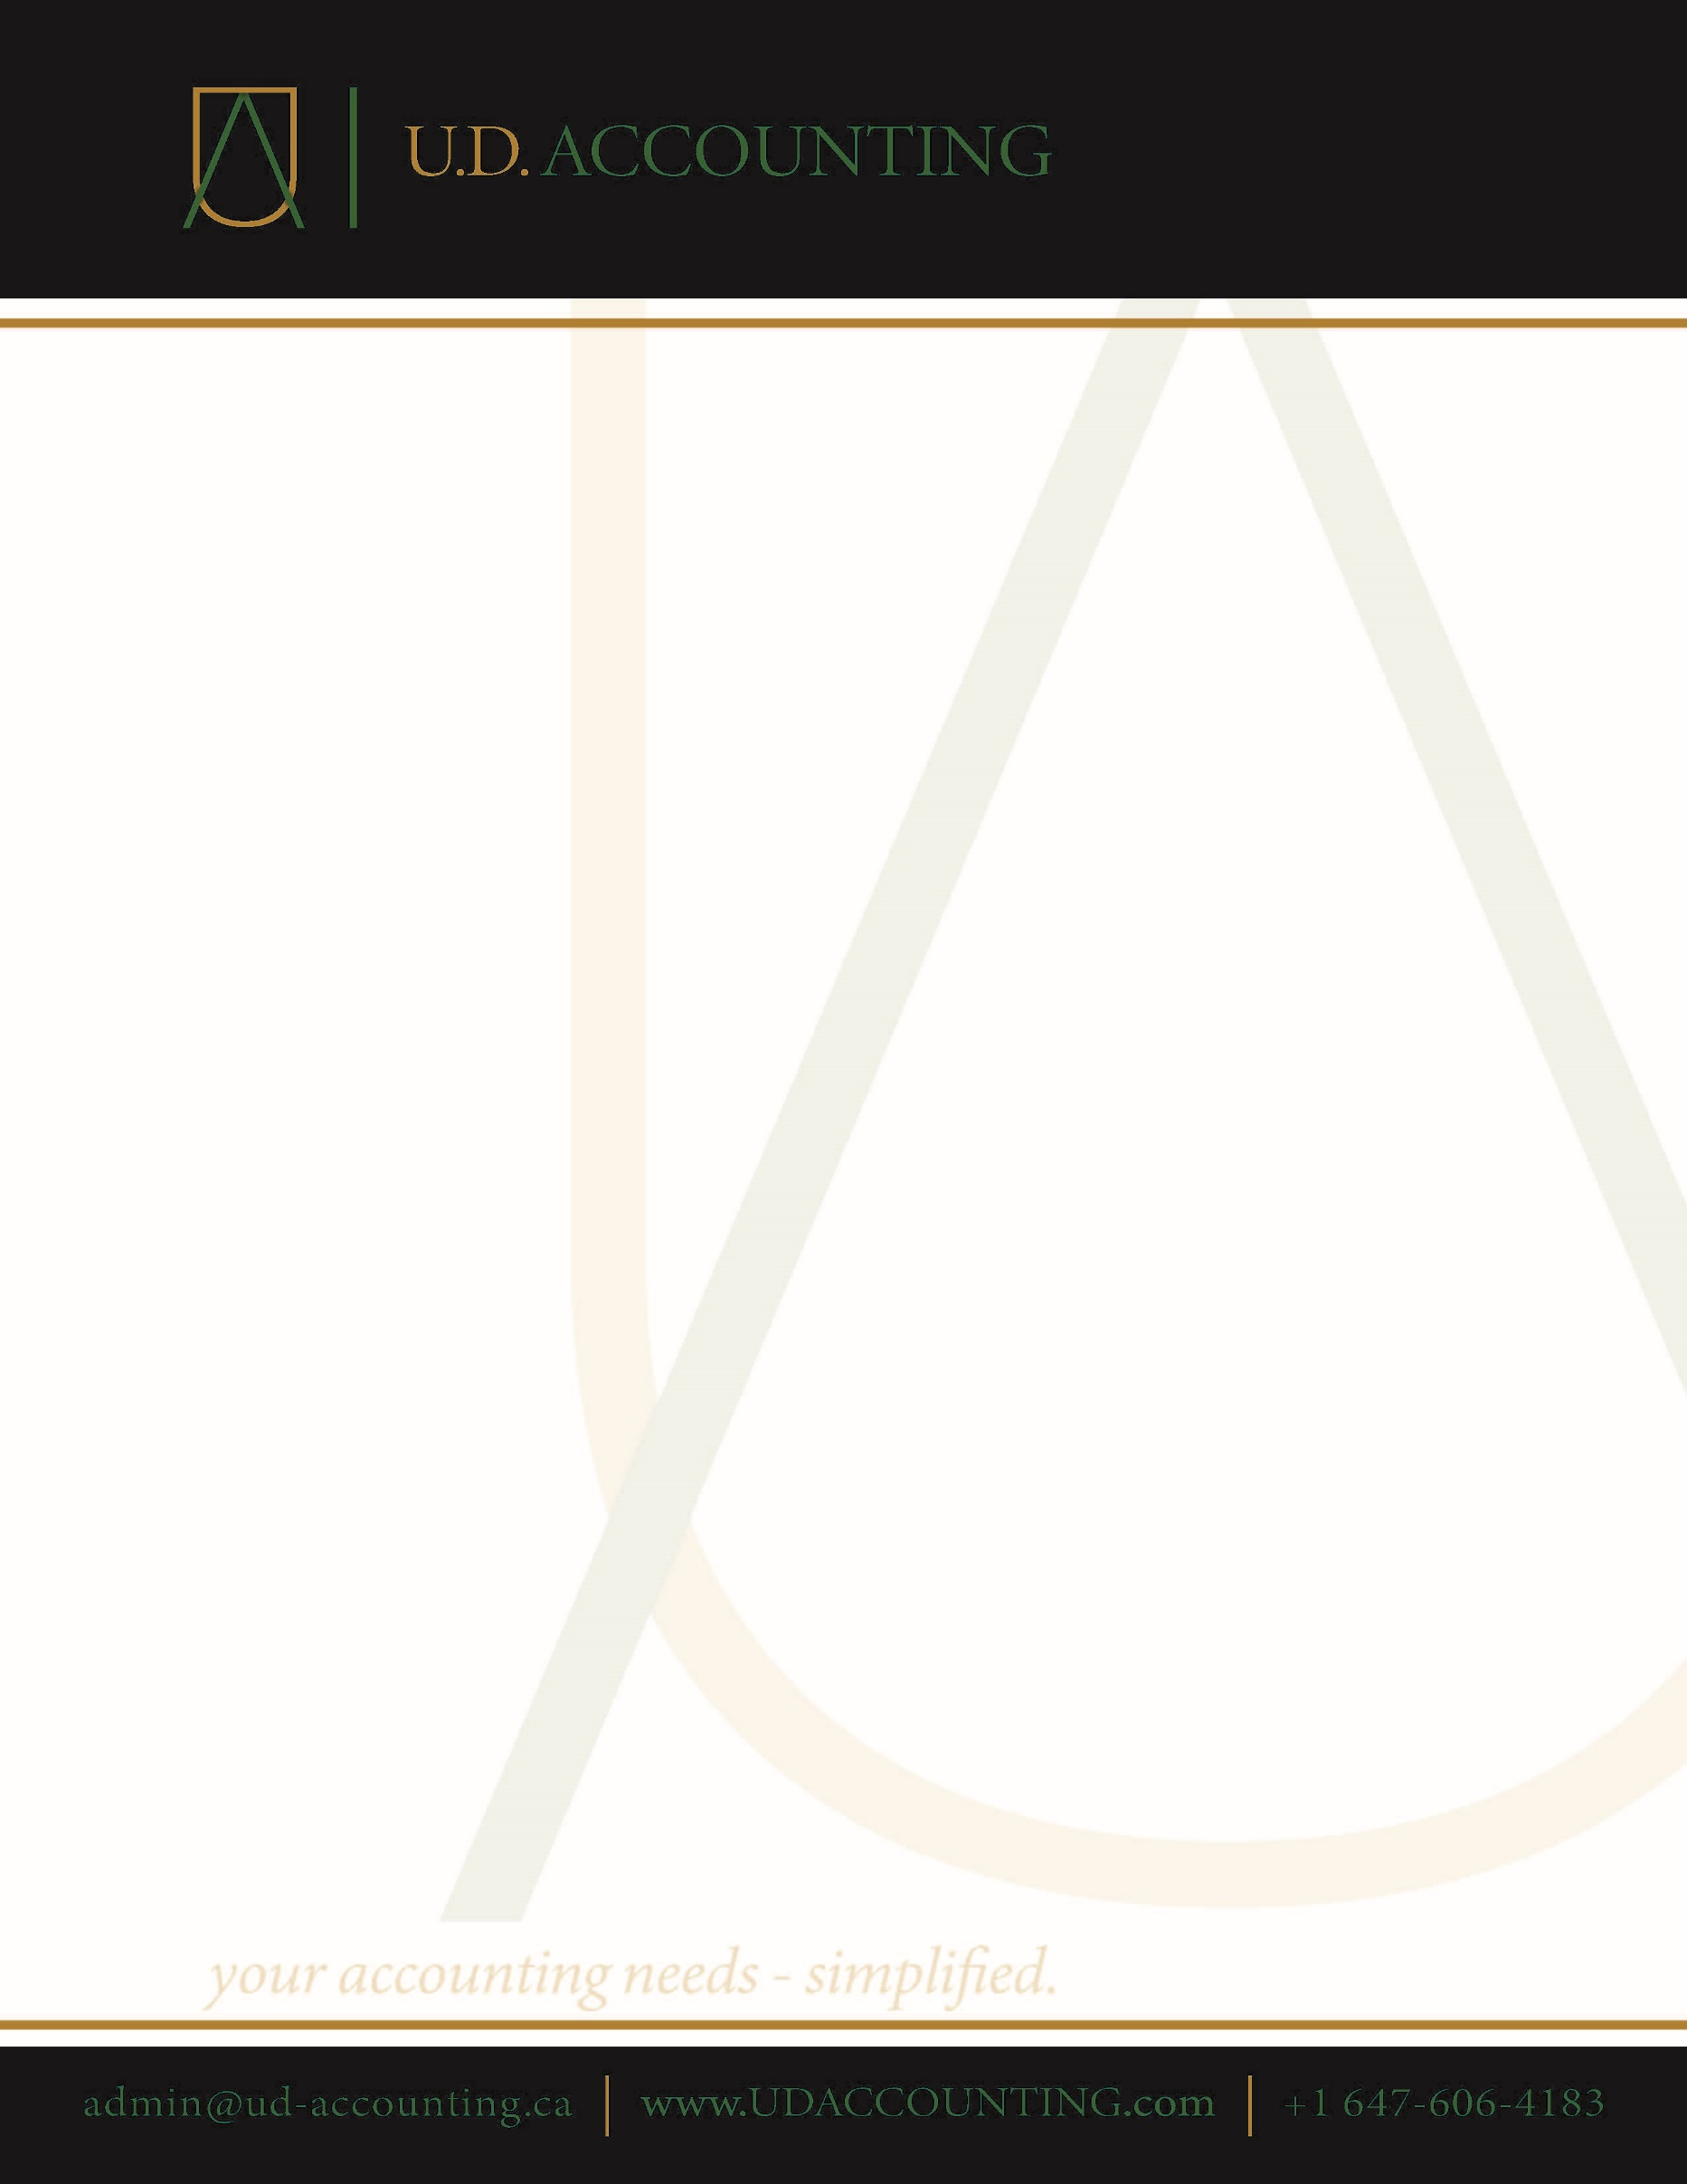 U.D. ACCOUNTING
your accounting needs - simplified.
admin@ud-accounting.ca | www.UDACCOUNTING.com | +1 647-606-4183